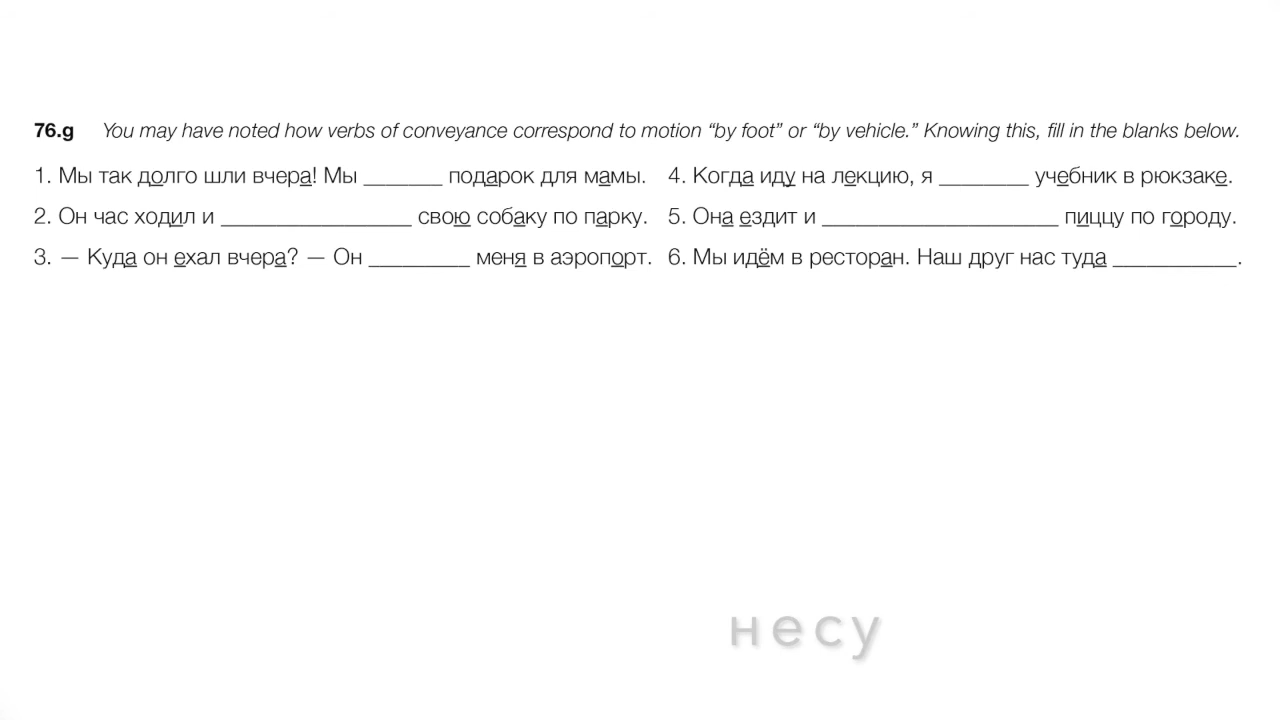 76.g You may have noted how verbs of conveyance correspond to motion “by foot” or “by vehicle.” Knowing this, fill in the blanks below.
1. Мы так долго шли вчера! Мы _______ подарок для мамы.
2. Он час ходил и _________________ свою собаку по парку.
3. — Куда он ехал вчера? — Он _________ меня в аэропорт.
4. Когда иду на лекцию, я ________ учебник в рюкзаке.
5. Она ездит и _____________________ пиццу по городу.
6. Мы идём в ресторан. Наш друг нас туда ___________.
несу